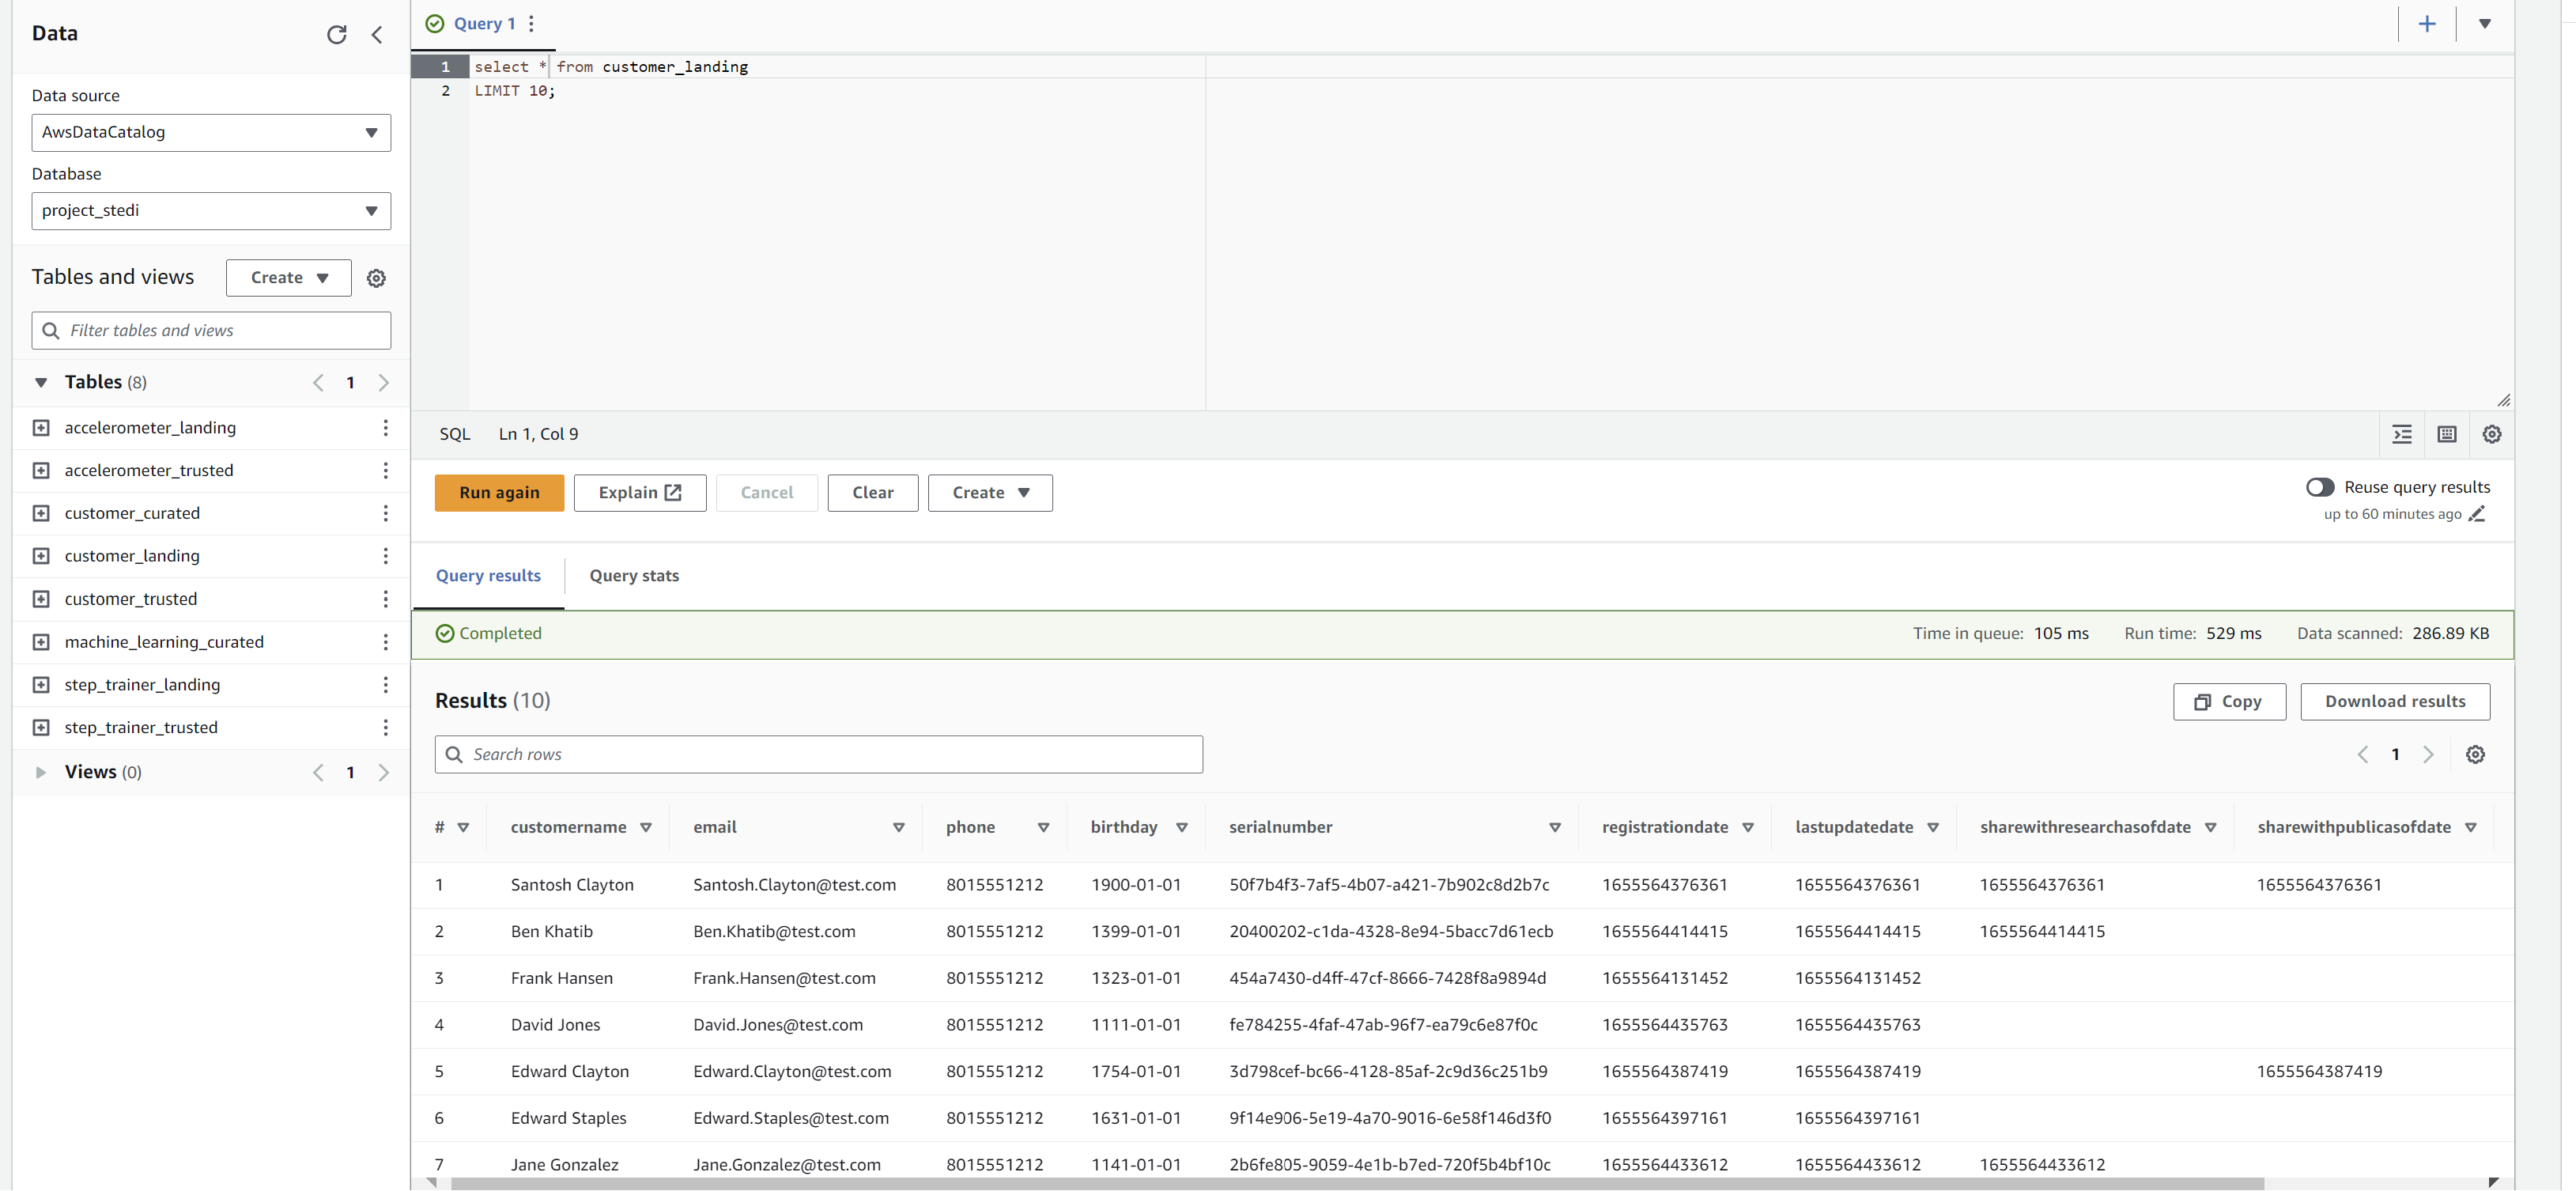 Data
Data source
AwsDataCatalog
Database
project_stedi
Tables and views
Create
Filter tables and views
Tables (8)
1
accelerometer_landing
accelerometer_trusted
customer_curated
customer_landing
customer_trusted
machine_learning_curated
step_trainer_landing
step_trainer_trusted
Views (0)
1
Query 1
1 select * from customer_landing
2 LIMIT 10;
SQL Ln 1, Col 9
Run again Explain Cancel Clear Create
Reuse query results
up to 60 minutes ago
Query results Query stats
Completed Time in queue: 105 ms Run time: 529 ms Data scanned: 286.89 KB
Results (10) Copy Download results
Search rows 1
# customername email phone birthday serialnumber registrationdate lastupdatedate sharewithresearchasofdate sharewithpublicasofdate
1 Santosh Clayton Santosh.Clayton@test.com 8015551212 1900-01-01 50f7b4f3-7af5-4b07-a421-7b902c8d2b7c 1655564376361 1655564376361 1655564376361 1655564376361
2 Ben Khatib Ben.Khatib@test.com 8015551212 1399-01-01 20400202-c1da-4328-8e94-5bacc7d61ecb 1655564414415 1655564414415 1655564414415
3 Frank Hansen Frank.Hansen@test.com 8015551212 1323-01-01 454a7430-d4ff-47cf-8666-7428f8a9894d 1655564131452 1655564131452
4 David Jones David.Jones@test.com 8015551212 1111-01-01 fe784255-4faf-47ab-96f7-ea79c6e87f0c 1655564435763 1655564435763
5 Edward Clayton Edward.Clayton@test.com 8015551212 1754-01-01 3d798cef-bc66-4128-85af-2c9d36c251b9 1655564387419 1655564387419 1655564387419
6 Edward Staples Edward.Staples@test.com 8015551212 1631-01-01 9f14e906-5e19-4a70-9016-6e58f146d3f0 1655564397161 1655564397161
7 Jane Gonzalez Jane.Gonzalez@test.com 8015551212 1141-01-01 2b6fe805-9059-4e1b-b7ed-720f5b4bf10c 1655564433612 1655564433612 1655564433612